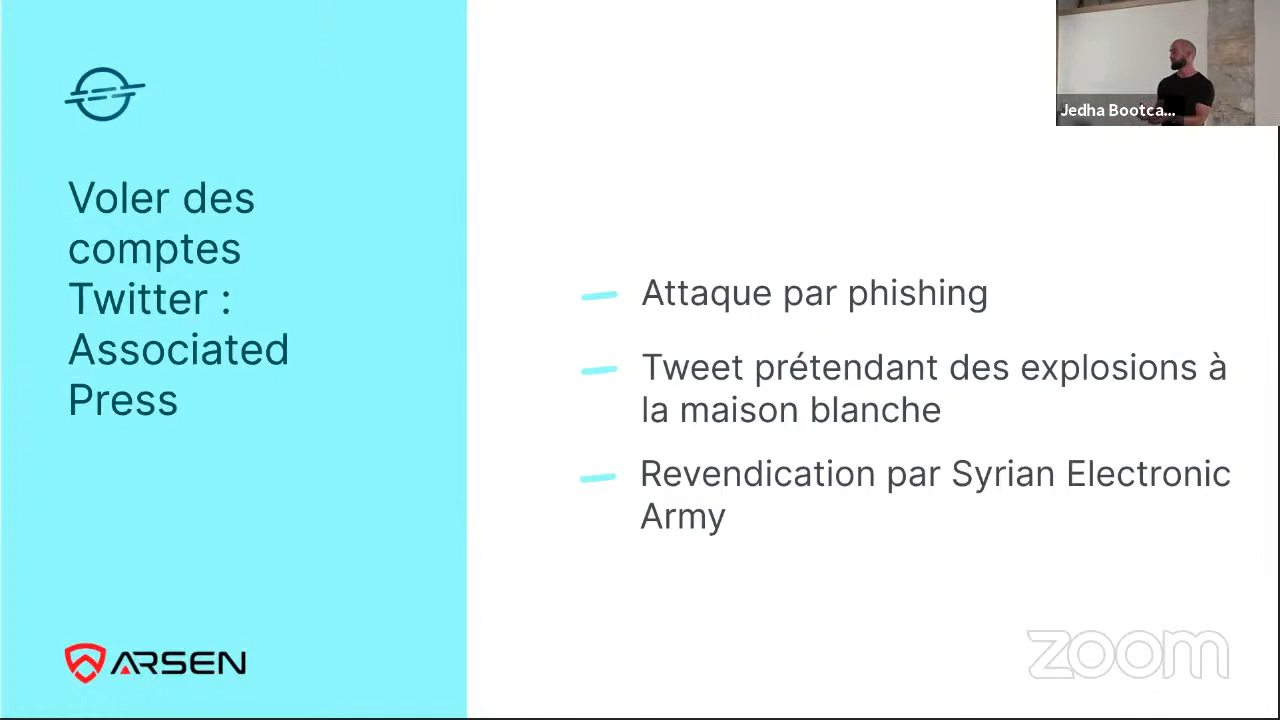 Jedha Bootca...
Voler des
comptes
Twitter :
Associated
Press
Attaque par phishing
Tweet prétendant des explosions à
la maison blanche
Revendication par Syrian Electronic
Army
ARSEN
zoom